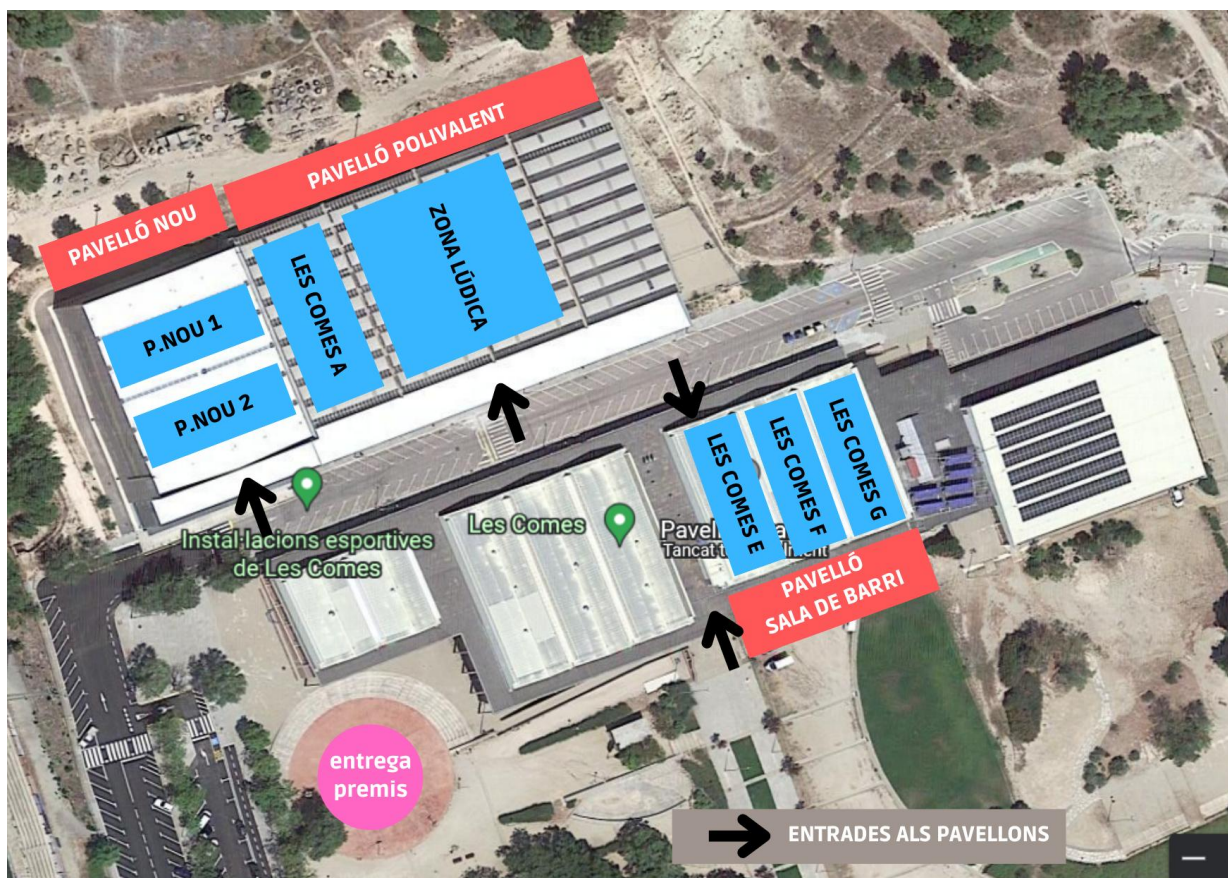 PAVELLÓ POLIVALENT
PAVELLÓ NOU
ZONA LÚDICA
LES COMES A
P.NOU 1
P.NOU 2
LES COMES G
LES COMES F
LES COMES E
Instal·lacions esportives
de Les Comes
Les Comes
PAVELLÓ
SALA DE BARRI
entrega
premis
ENTRADES ALS PAVELLONS